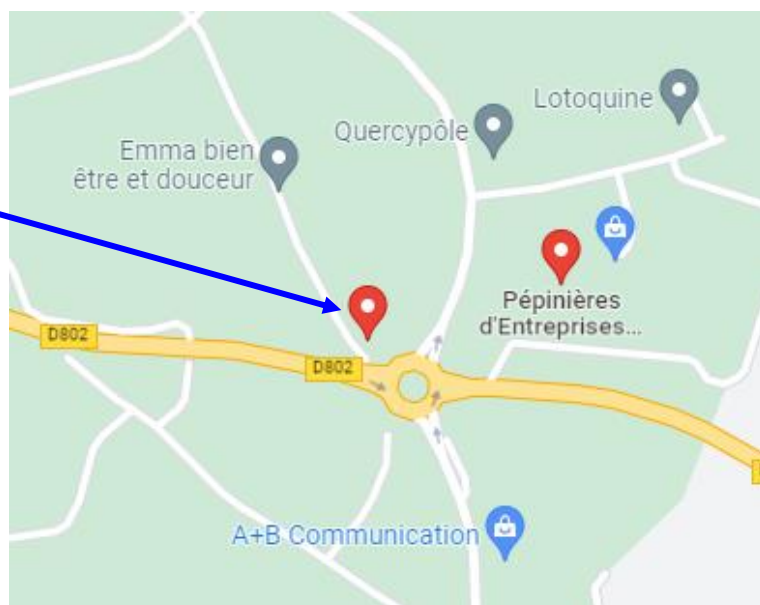 Lotoquine
Quercypôle
Emma bien
être et douceur
Pépinières
d'Entreprises...
D802
D802
A+B Communication